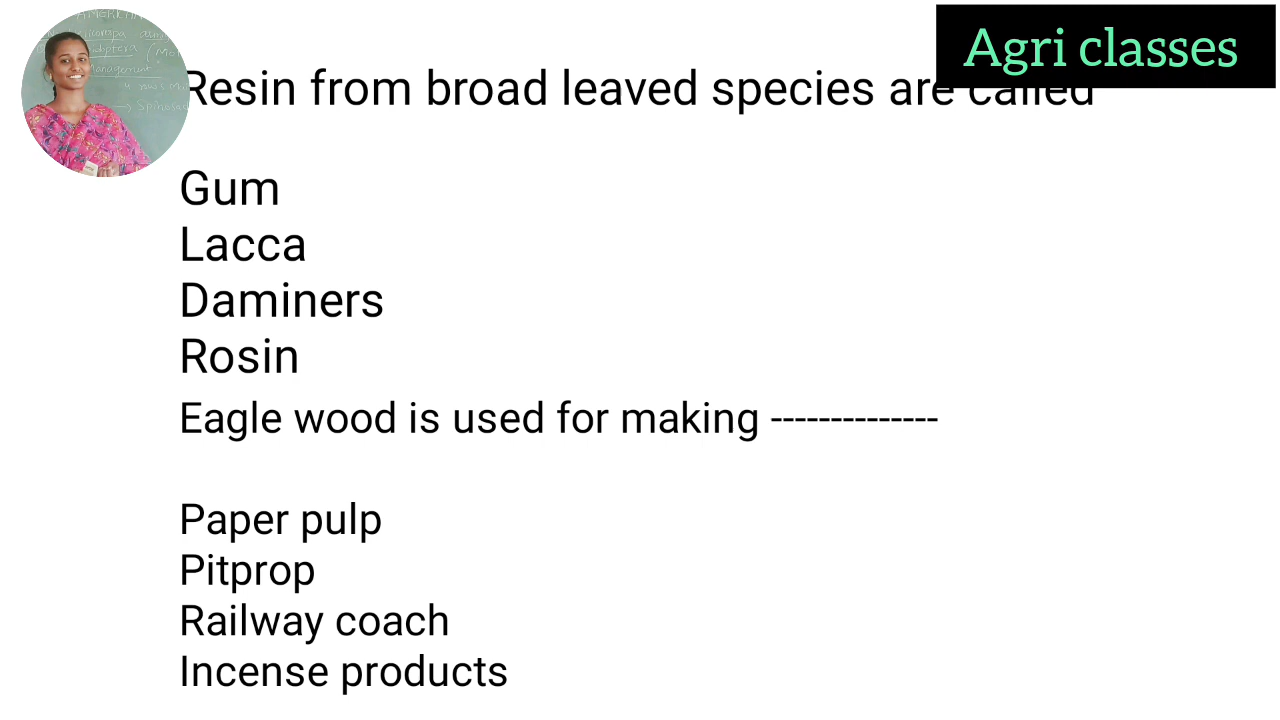 Agri classes
Resin from broad leaved species are called
Gum
Lacca
Daminers
Rosin
Eagle wood is used for making --------------
Paper pulp
Pitprop
Railway coach
Incense products